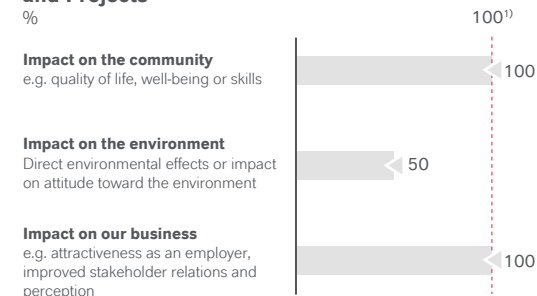 and Projects
%
100¹⁾
Impact on the community
e.g. quality of life, well-being or skills
100
Impact on the environment
Direct environmental effects or impact
on attitude toward the environment
50
Impact on our business
e.g. attractiveness as an employer,
improved stakeholder relations and
perception
100